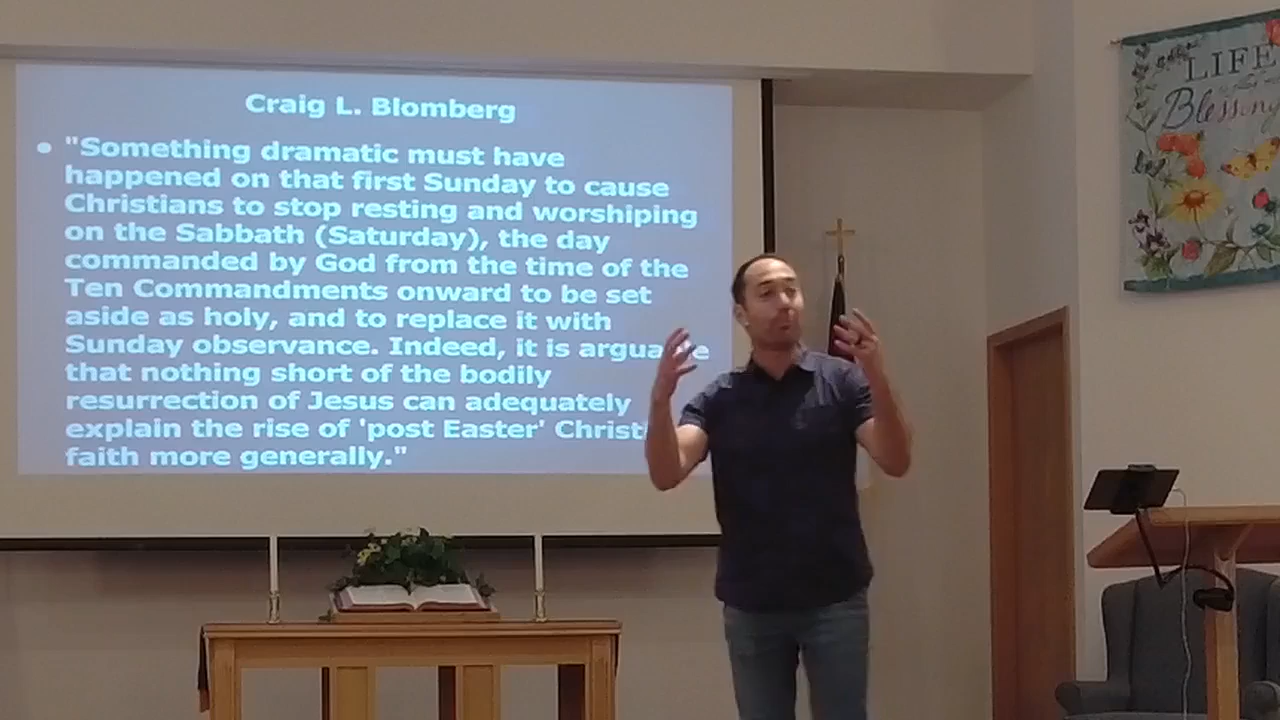 Craig L. Blomberg
• "Something dramatic must have
happened on that first Sunday to cause
Christians to stop resting and worshiping
on the Sabbath (Saturday), the day
commanded by God from the time of the
Ten Commandments onward to be set
aside as holy, and to replace it with
Sunday observance. Indeed, it is
that nothing short of the bodily
resurrection of Jesus can adequately
explain the rise of 'post Easter'
faith more generally."
LIFE
Blessing